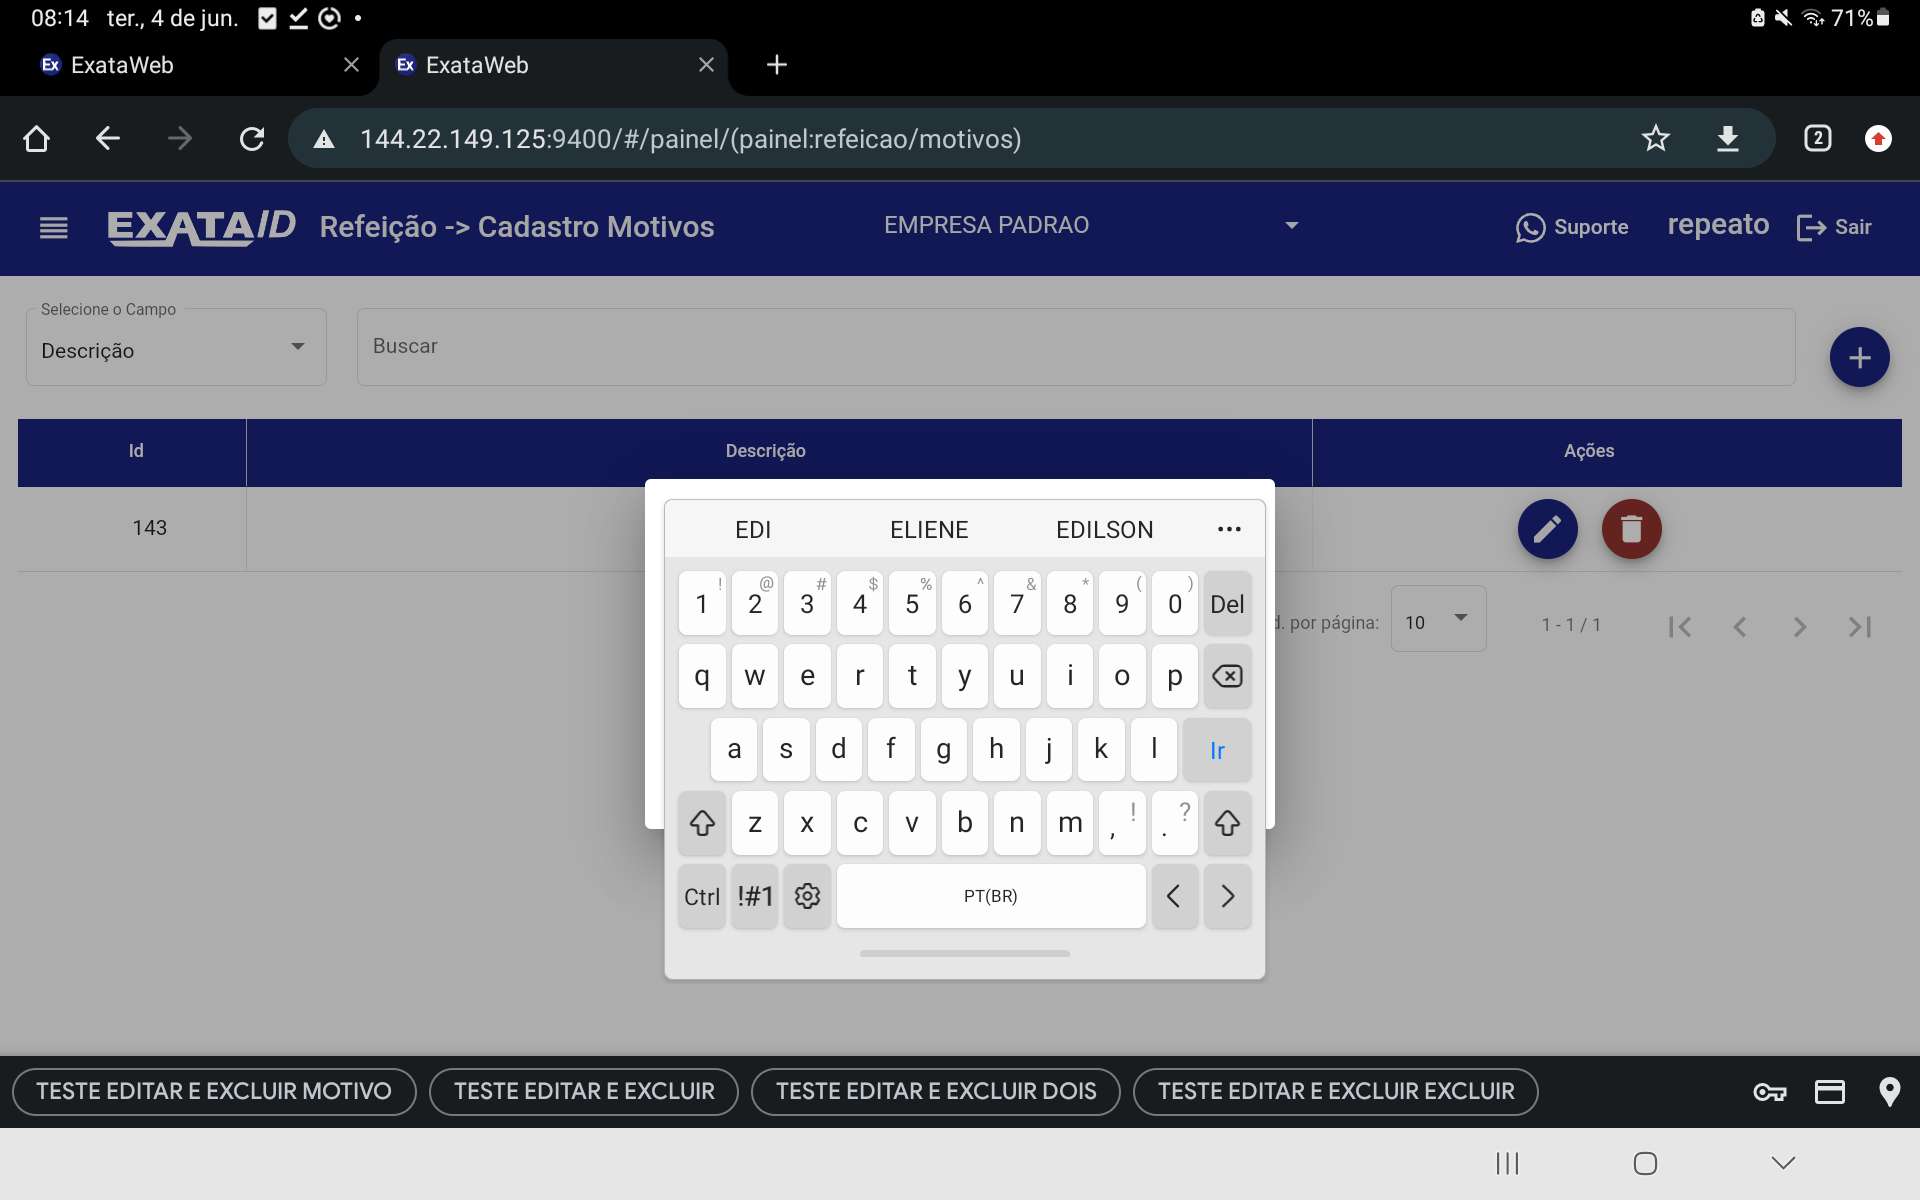 08:14 ter., 4 de jun. 71%
Ex ExataWeb Ex ExataWeb
144.22.149.125:9400/#/painel/(painel:refeicao/motivos) 2
EXATA/ID Refeição -> Cadastro Motivos EMPRESA PADRAO Suporte repeato Sair
Selecione o Campo
Descrição Buscar
Id Descrição Ações
143
EDI ELIENE EDILSON
! @ # $ % ^ & * ( )
1 2 3 4 5 6 7 8 9 0 Del
d. por página: 10 1 - 1 / 1
q w e r t y u i o p
a s d f g h j k l Ir
z x c v b n m , ! . ?
Ctrl !#1 PT(BR) < >
TESTE EDITAR E EXCLUIR MOTIVO TESTE EDITAR E EXCLUIR TESTE EDITAR E EXCLUIR DOIS TESTE EDITAR E EXCLUIR EXCLUIR